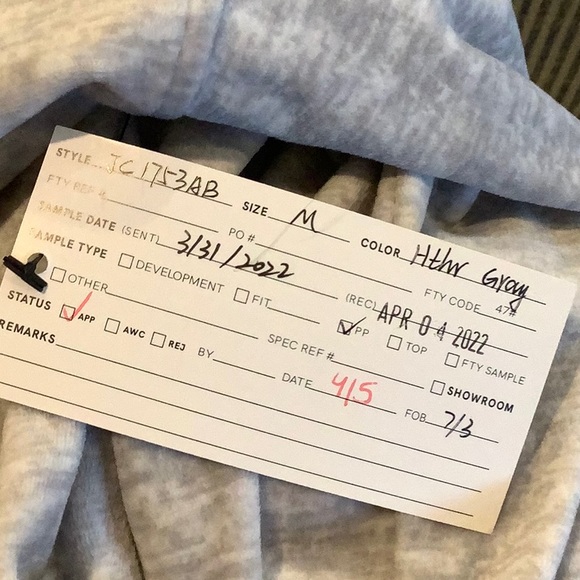 STYLE JC1753AB SIZE M COLOR Hthr Gray
FTY REF # PO # FTY CODE 47#
SAMPLE DATE (SENT) 3/31/2022 (REC) APR 04 2022
SAMPLE TYPE DEVELOPMENT FIT PP TOP FTY SAMPLE
OTHER SPEC REF # SHOWROOM
STATUS APP AWC REJ BY DATE 4/5 FOB 7/3
REMARKS